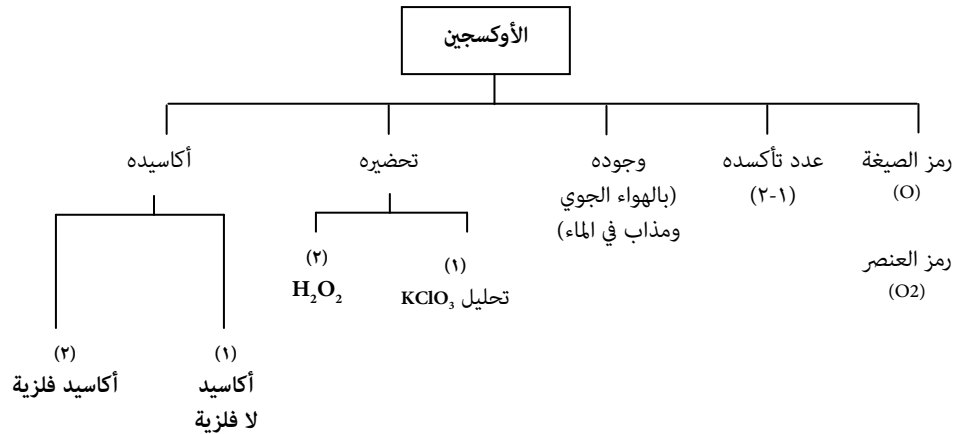 الأوكسجين
رمز الصيغة
(O)
رمز العنصر
(O2)
عدد تأكسده
(٢-١)
وجوده
(بالهواء الجوي
ومذاب في الماء)
تحضيره
(١)
تحليل KClO₃
(٢)
H₂O₂
أكاسيده
(١)
أكاسيد
لا فلزية
(٢)
أكاسيد فلزية